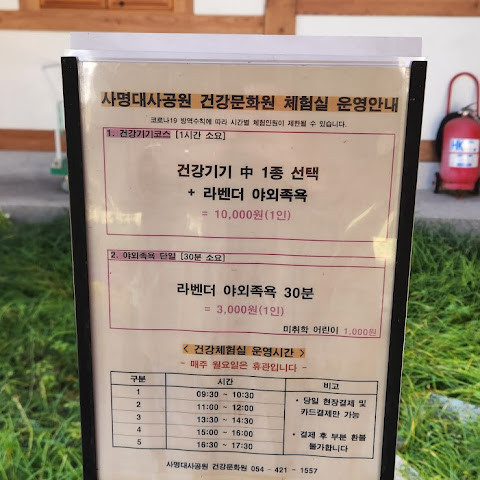 사명대사공원 건강문화원 체험실 운영안내
코로나19 방역수칙에 따라 시간별 체험인원이 제한될 수 있습니다.
1. 건강기기코스 [1시간 소요]
건강기기 中 1종 선택
+ 라벤더 야외족욕
= 10,000원(1인)
2. 야외족욕 단일 [30분 소요]
라벤더 야외족욕 30분
= 3,000원(1인)
미취학 어린이 1,000원
< 건강체험실 운영시간 >
- 매주 월요일은 휴관입니다 -
구분 시간 비고
1 09:30 ~ 10:30
2 11:00 ~ 12:00
3 13:30 ~ 14:30
4 15:00 ~ 16:00
5 16:30 ~ 17:30
• 당일 현장결제 및
카드결제만 가능
• 결제 후 부분 환불
불가합니다
사명대사공원 건강문화원 054 - 421 - 1557